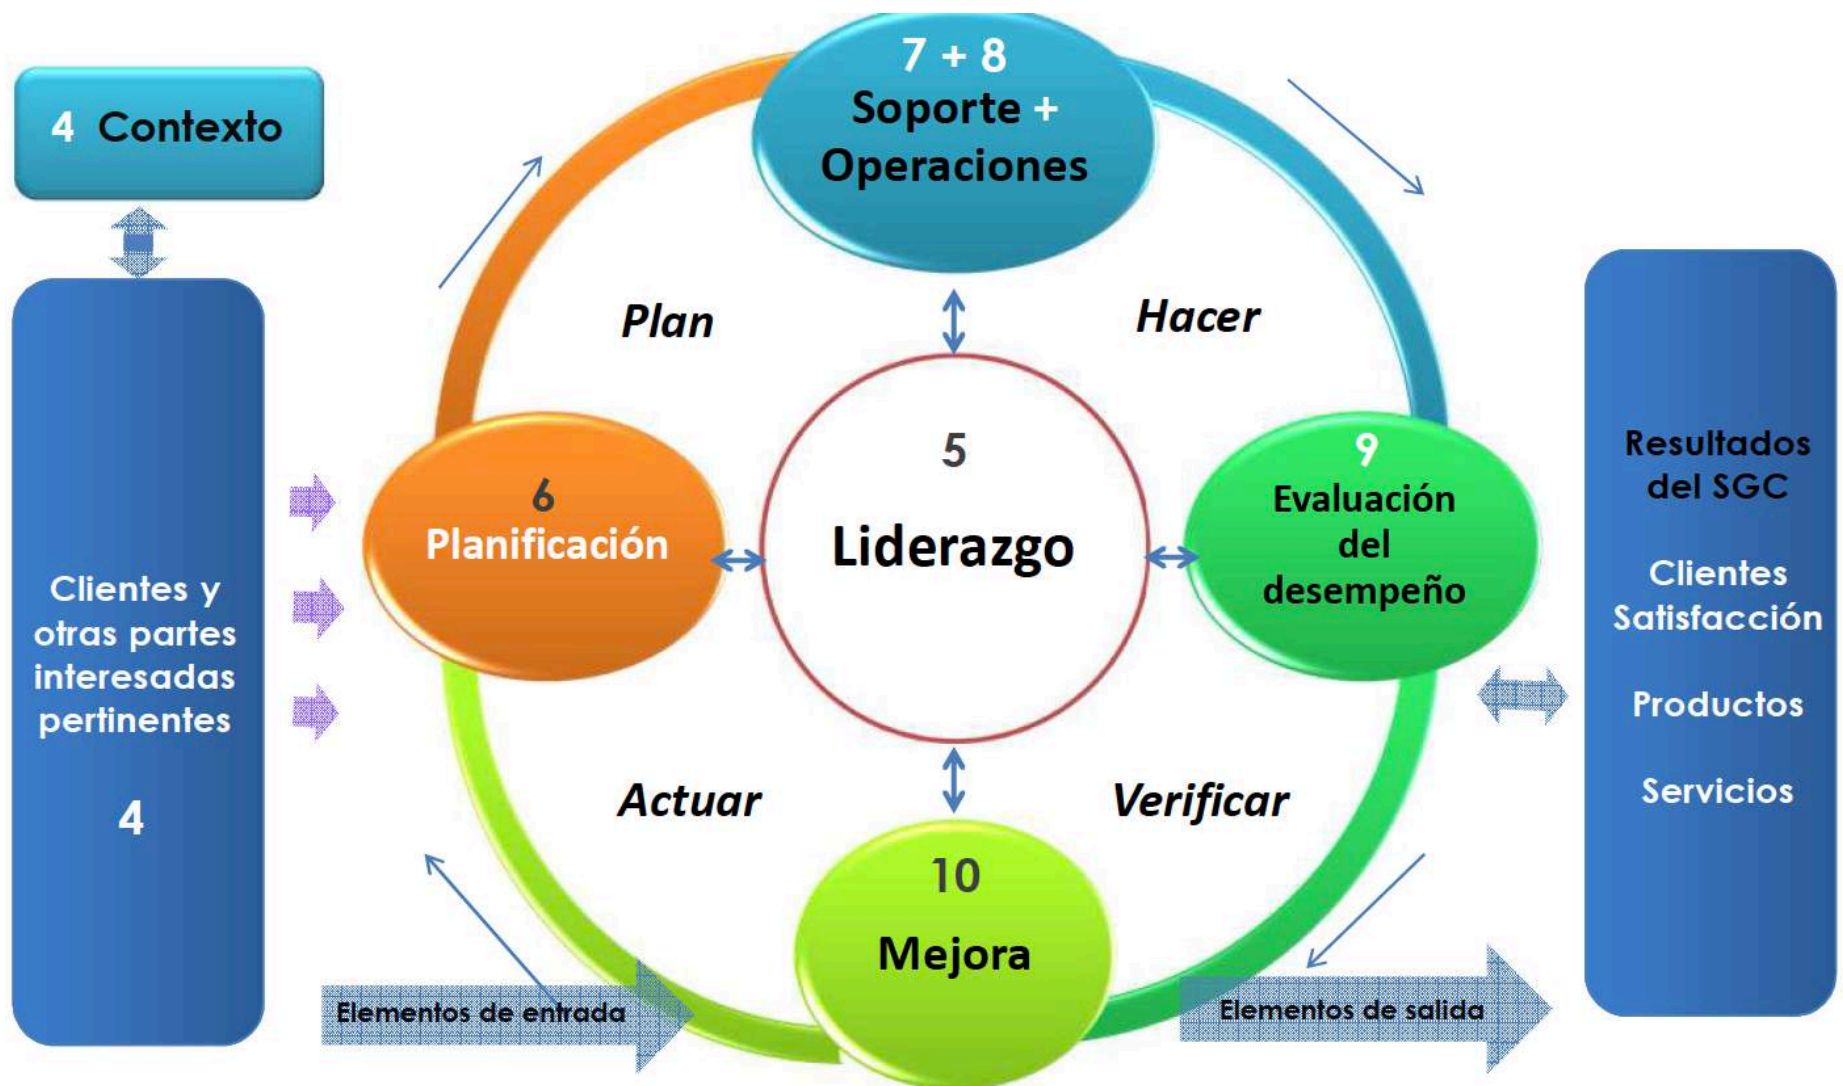 7 + 8
Soporte +
Operaciones
4 Contexto
Plan
Hacer
5
Liderazgo
6
Planificación
9
Evaluación
del
desempeño
Clientes y
otras partes
interesadas
pertinentes
4
Resultados
del SGC
Clientes
Satisfacción
Productos
Servicios
Actuar
Verificar
10
Mejora
Elementos de entrada
Elementos de salida